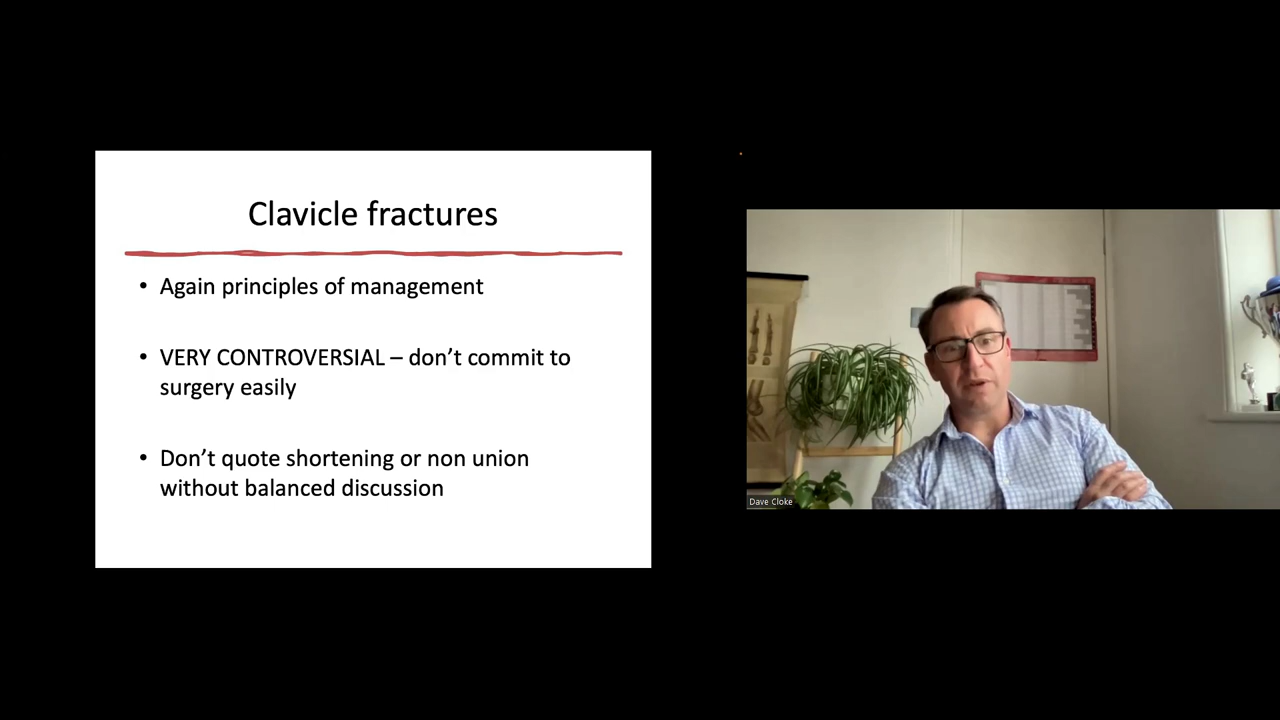 Clavicle fractures
• Again principles of management
• VERY CONTROVERSIAL – don’t commit to
surgery easily
• Don’t quote shortening or non union
without balanced discussion
Dave Cloke